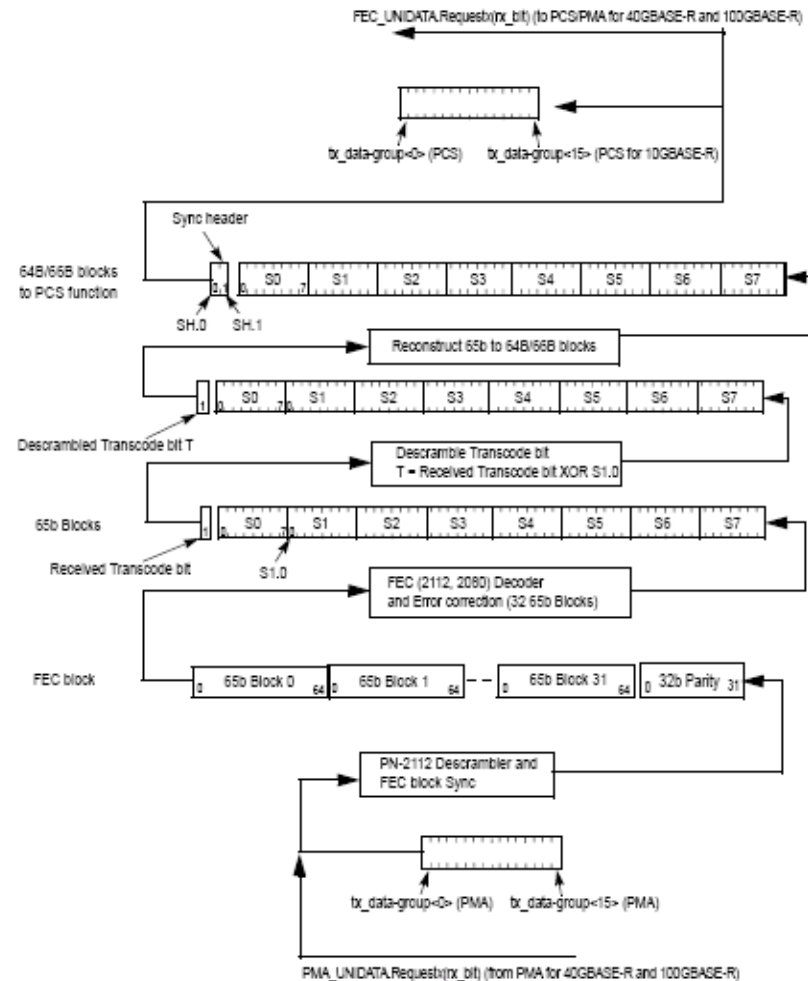 FEC_UNIDATA.Requestx(rx_bit) (to PCS/PMA for 40GBASE-R and 100GBASE-R)
tx_data-group<0> (PCS) tx_data-group<15> (PCS for 10GBASE-R)
Sync header
64B/66B blocks
to PCS function
0,1 0 S0 7 S1 S2 S3 S4 S5 S6 S7
SH.0 SH.1
Reconstruct 65b to 64B/66B blocks
1 0 S0 7 0 S1 S2 S3 S4 S5 S6 S7
Descrambled Transcode bit T
Descramble Transcode bit
T = Received Transcode bit XOR S1.0
65b Blocks
1 0 S0 7 0 S1 S2 S3 S4 S5 S6 S7
Received Transcode bit
S1.0
FEC (2112, 2080) Decoder
and Error correction (32 65b Blocks)
FEC block
0 65b Block 0 64 0 65b Block 1 64 0 65b Block 31 64 0 32b Parity 31
PN-2112 Descrambler and
FEC block Sync
tx_data-group<0> (PMA) tx_data-group<15> (PMA)
PMA_UNIDATA.Requestx(rx_bit) (from PMA for 40GBASE-R and 100GBASE-R)